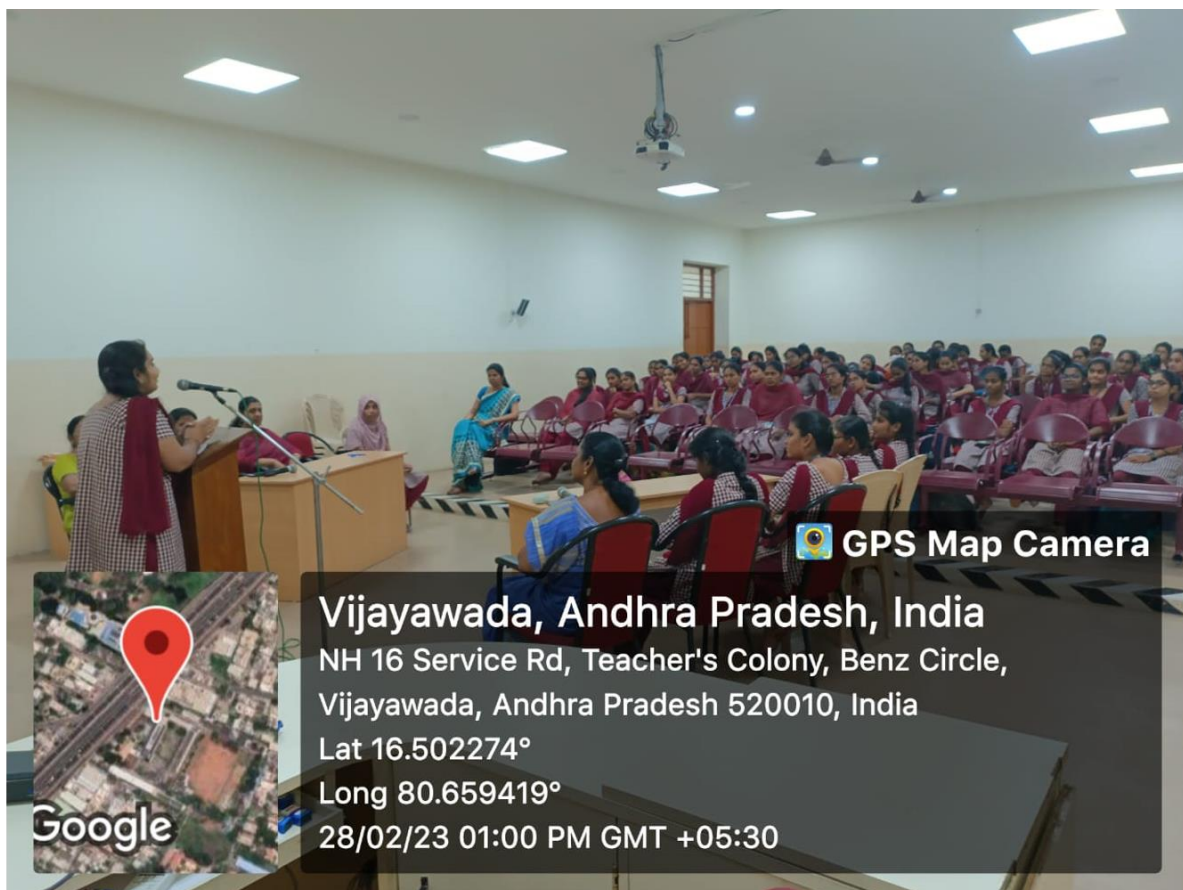 GPS Map Camera
Vijayawada, Andhra Pradesh, India
NH 16 Service Rd, Teacher's Colony, Benz Circle,
Vijayawada, Andhra Pradesh 520010, India
Lat 16.502274°
Long 80.659419°
28/02/23 01:00 PM GMT +05:30
Google